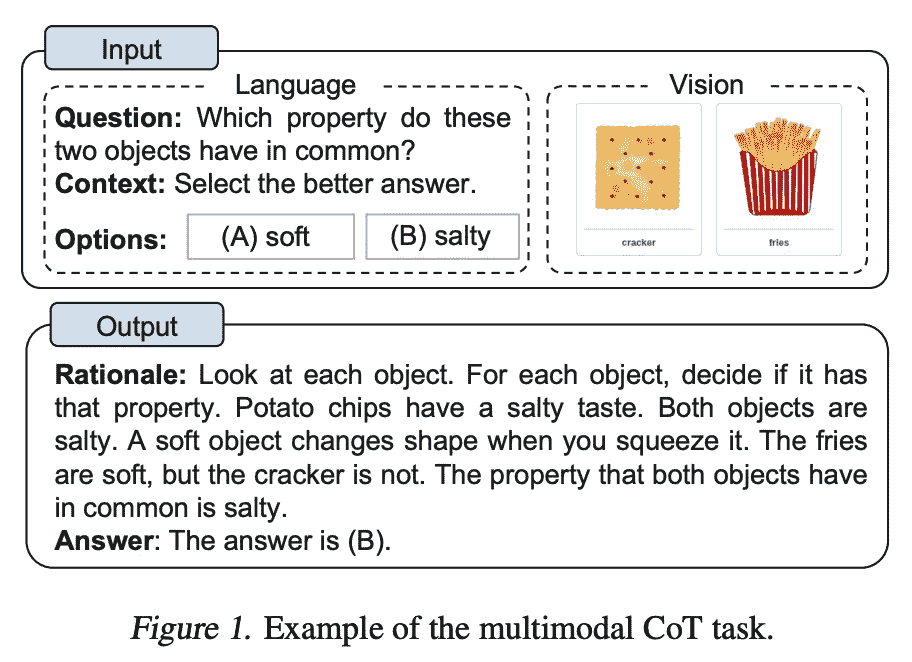 Input
Language
Question: Which property do these
two objects have in common?
Context: Select the better answer.
Options: (A) soft (B) salty
Vision
cracker fries
Output
Rationale: Look at each object. For each object, decide if it has
that property. Potato chips have a salty taste. Both objects are
salty. A soft object changes shape when you squeeze it. The fries
are soft, but the cracker is not. The property that both objects have
in common is salty.
Answer: The answer is (B).
Figure 1. Example of the multimodal CoT task.